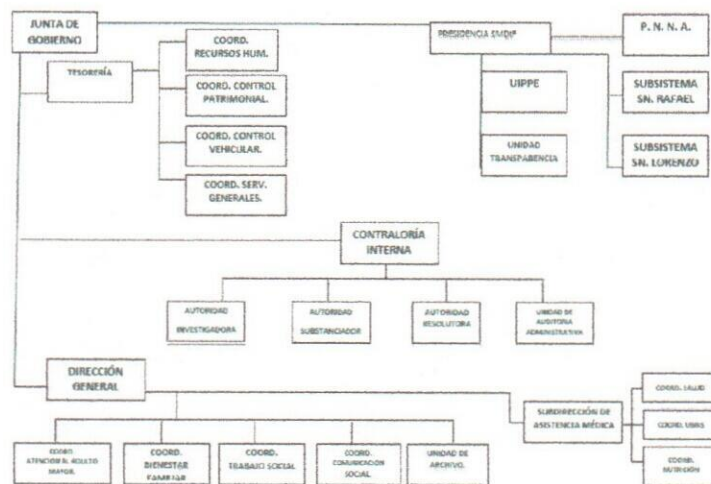 JUNTA DE
GOBIERNO
TESORERÍA
COORD.
RECURSOS HUM.
COORD. CONTROL
PATRIMONIAL.
COORD. CONTROL
VEHICULAR.
COORD. SERV.
GENERALES.
PRESIDENCIA SMDIF
UIPPE
UNIDAD
TRANSPARENCIA
P. N. N. A.
SUBSISTEMA
SN. RAFAEL
SUBSISTEMA
SN. LORENZO
CONTRALORÍA
INTERNA
AUTORIDAD
INVESTIGADORA
AUTORIDAD
SUBSTANCIADOR
AUTORIDAD
RESOLUTORA
UNIDAD DE
AUDITORIA
ADMINISTRATIVA
DIRECCIÓN
GENERAL
COORD.
ATENCION AL ADULTO
MAYOR.
COORD.
BIENESTAR
FAMILIAR
COORD.
TRABAJO SOCIAL
COORD.
COMUNICACIÓN
SOCIAL.
UNIDAD DE
ARCHIVO.
SUBDIRECCIÓN DE
ASISTENCIA MÉDICA
COORD. SALUD
COORD. UBRIS
COORD.
NUTRICIÓN